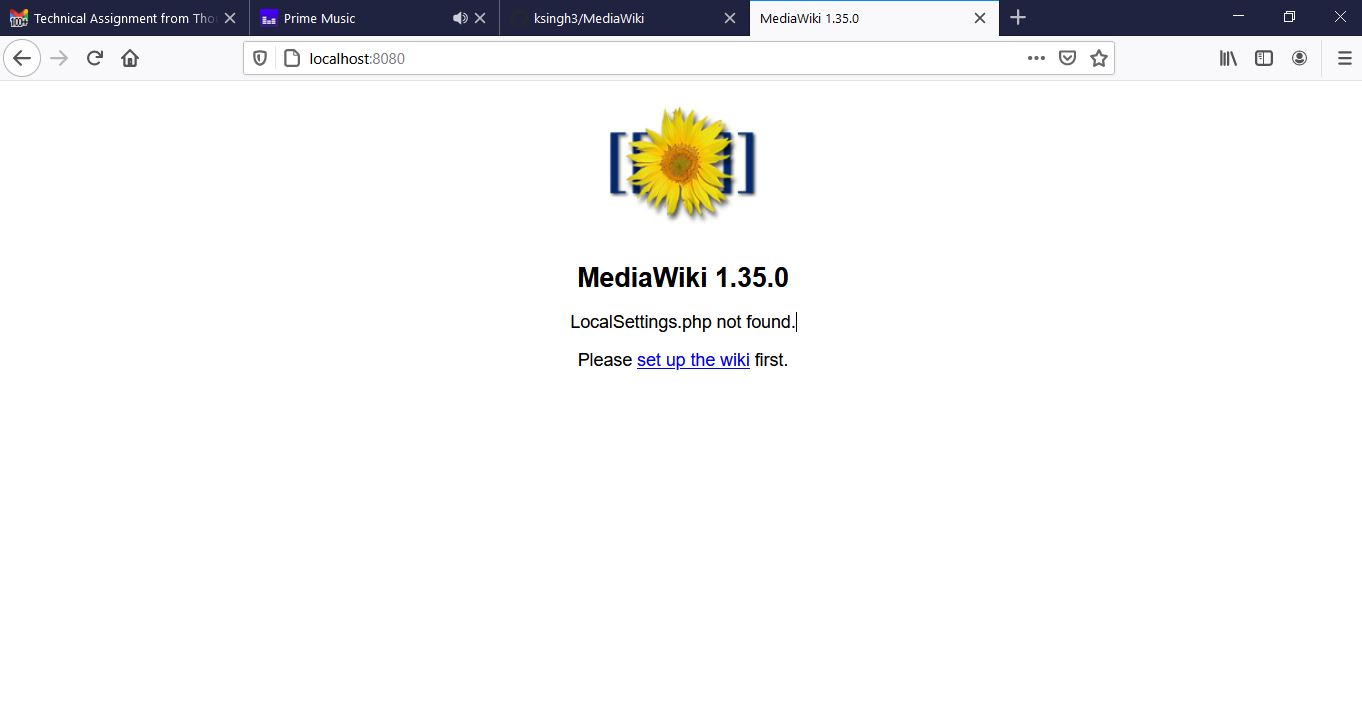 Technical Assignment from Tho
Prime Music
ksingh3/MediaWiki
MediaWiki 1.35.0
localhost:8080
MediaWiki 1.35.0
LocalSettings.php not found.
Please set up the wiki first.